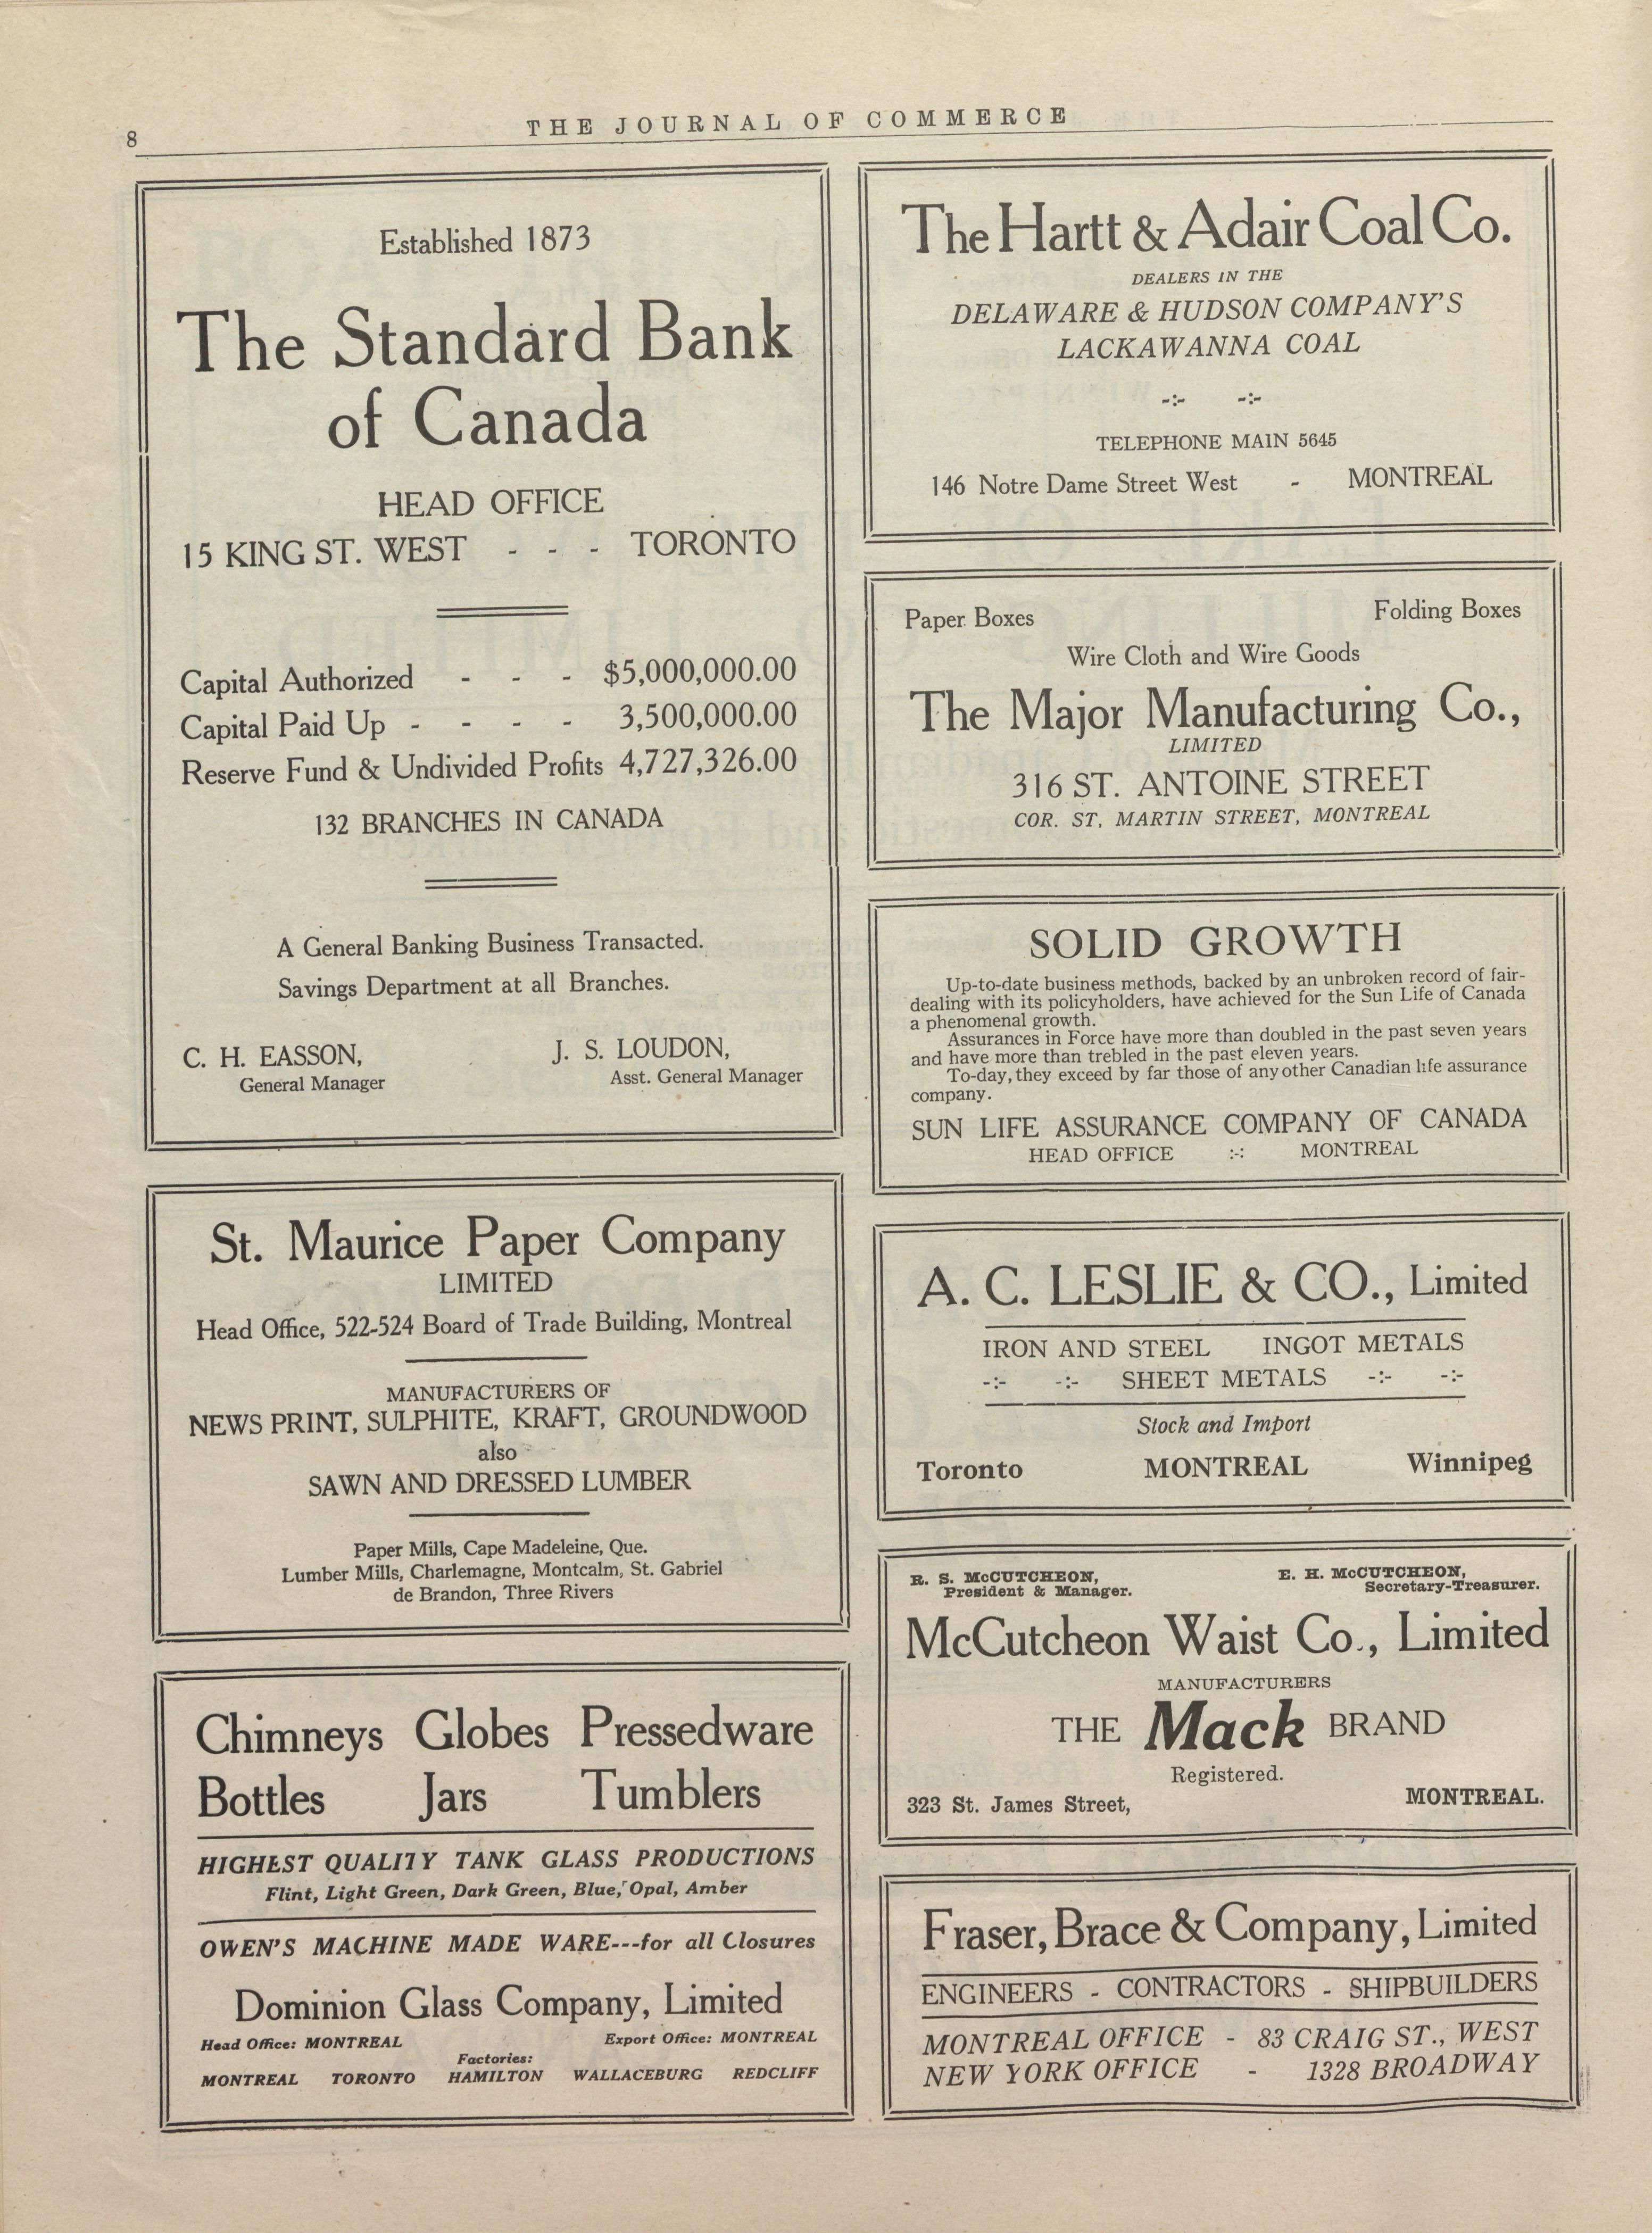 8
THE JOURNAL OF COMMERCE
Established 1873
The Standard Bank
of Canada
HEAD OFFICE
15 KING ST. WEST - - - TORONTO
Capital Authorized - - - $5,000,000.00
Capital Paid Up - - - - 3,500,000.00
Reserve Fund & Undivided Profits 4,727,326.00
132 BRANCHES IN CANADA
A General Banking Business Transacted.
Savings Department at all Branches.
C. H. EASSON, J. S. LOUDON,
General Manager Asst. General Manager
St. Maurice Paper Company
LIMITED
Head Office, 522-524 Board of Trade Building, Montreal
MANUFACTURERS OF
NEWS PRINT, SULPHITE, KRAFT, GROUNDWOOD
also
SAWN AND DRESSED LUMBER
Paper Mills, Cape Madeleine, Que.
Lumber Mills, Charlemagne, Montcalm, St. Gabriel
de Brandon, Three Rivers
Chimneys Globes Pressedware
Bottles Jars Tumblers
HIGHEST QUALITY TANK GLASS PRODUCTIONS
Flint, Light Green, Dark Green, Blue, Opal, Amber
OWEN'S MACHINE MADE WARE---for all Closures
Dominion Glass Company, Limited
Head Office: MONTREAL Export Office: MONTREAL
Factories:
MONTREAL TORONTO HAMILTON WALLACEBURG REDCLIFF
The Hartt & Adair Coal Co.
DEALERS IN THE
DELAWARE & HUDSON COMPANY'S
LACKAWANNA COAL
-:- -:-
TELEPHONE MAIN 5645
146 Notre Dame Street West - MONTREAL
Paper Boxes Folding Boxes
Wire Cloth and Wire Goods
The Major Manufacturing Co.,
LIMITED
316 ST. ANTOINE STREET
COR. ST, MARTIN STREET, MONTREAL
SOLID GROWTH
Up-to-date business methods, backed by an unbroken record of fair-
dealing with its policyholders, have achieved for the Sun Life of Canada
a phenomenal growth.
Assurances in Force have more than doubled in the past seven years
and have more than trebled in the past eleven years.
To-day, they exceed by far those of any other Canadian life assurance
company.
SUN LIFE ASSURANCE COMPANY OF CANADA
HEAD OFFICE :-: MONTREAL
A. C. LESLIE & CO., Limited
IRON AND STEEL INGOT METALS
-:- -:- SHEET METALS -:- -:-
Stock and Import
Toronto MONTREAL Winnipeg
R. S. McCUTCHEON, E. H. McCUTCHEON,
President & Manager. Secretary-Treasurer.
McCutcheon Waist Co., Limited
MANUFACTURERS
THE Mack BRAND
Registered.
323 St. James Street, MONTREAL.
Fraser, Brace & Company, Limited
ENGINEERS - CONTRACTORS - SHIPBUILDERS
MONTREAL OFFICE - 83 CRAIG ST., WEST
NEW YORK OFFICE - 1328 BROADWAY